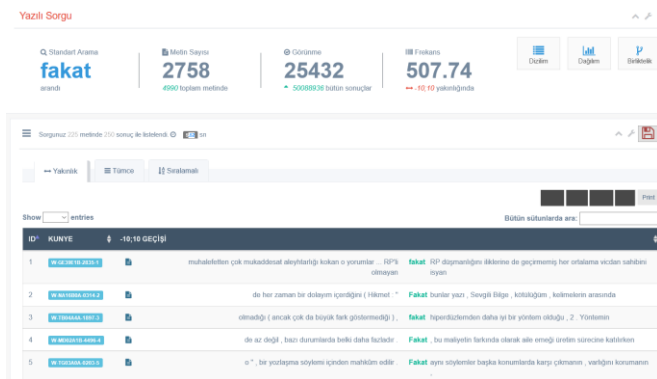 Yazılı Sorgu
Standart Arama
fakat
arandı
Metin Sayısı
2758
4990 toplam metinde
Görünme
25432
50088936 bütün sonuçlar
Frekans
507.74
-10;10 yakınlığında
Dizilim
Dağılım
Birliktelik
Sorgunuz 225 metinde 250 sonuç ile listelendi sn
Yakınlık
Tümce
Sıralamalı
Print
Show entries
Bütün sütunlarda ara:
ID KUNYE -10;10 GEÇİŞİ
1 muhalefetten çok mukaddesat aleyhtarlığı kokan o yorumlar ... RP'li olmayan fakat RP düşmanlığını iliklerine de geçirmemiş her ortalama vicdan sahibini isyan
2 de her zaman bir dolayım içerdiğini ( Hikmet : " Fakat bunlar yazı , Sevgili Bilge , kötülüğüm , kelimelerin arasında
3 olmadığı ( ancak çok da büyük fark göstermediği ) , fakat hiperdüzlemden daha iyi bir yöntem olduğu , 2 . Yöntemin
4 de az değil , bazı durumlarda belki daha fazladır . Fakat , bu maliyetin farkında olarak aile emeği üretim sürecine katılırken
5 o " , bir yozlaşma söylemi içinden mahkûm edilir . Fakat aynı söylemler başka konumlarda karşı çıkmanın , vartığını korumanın ,